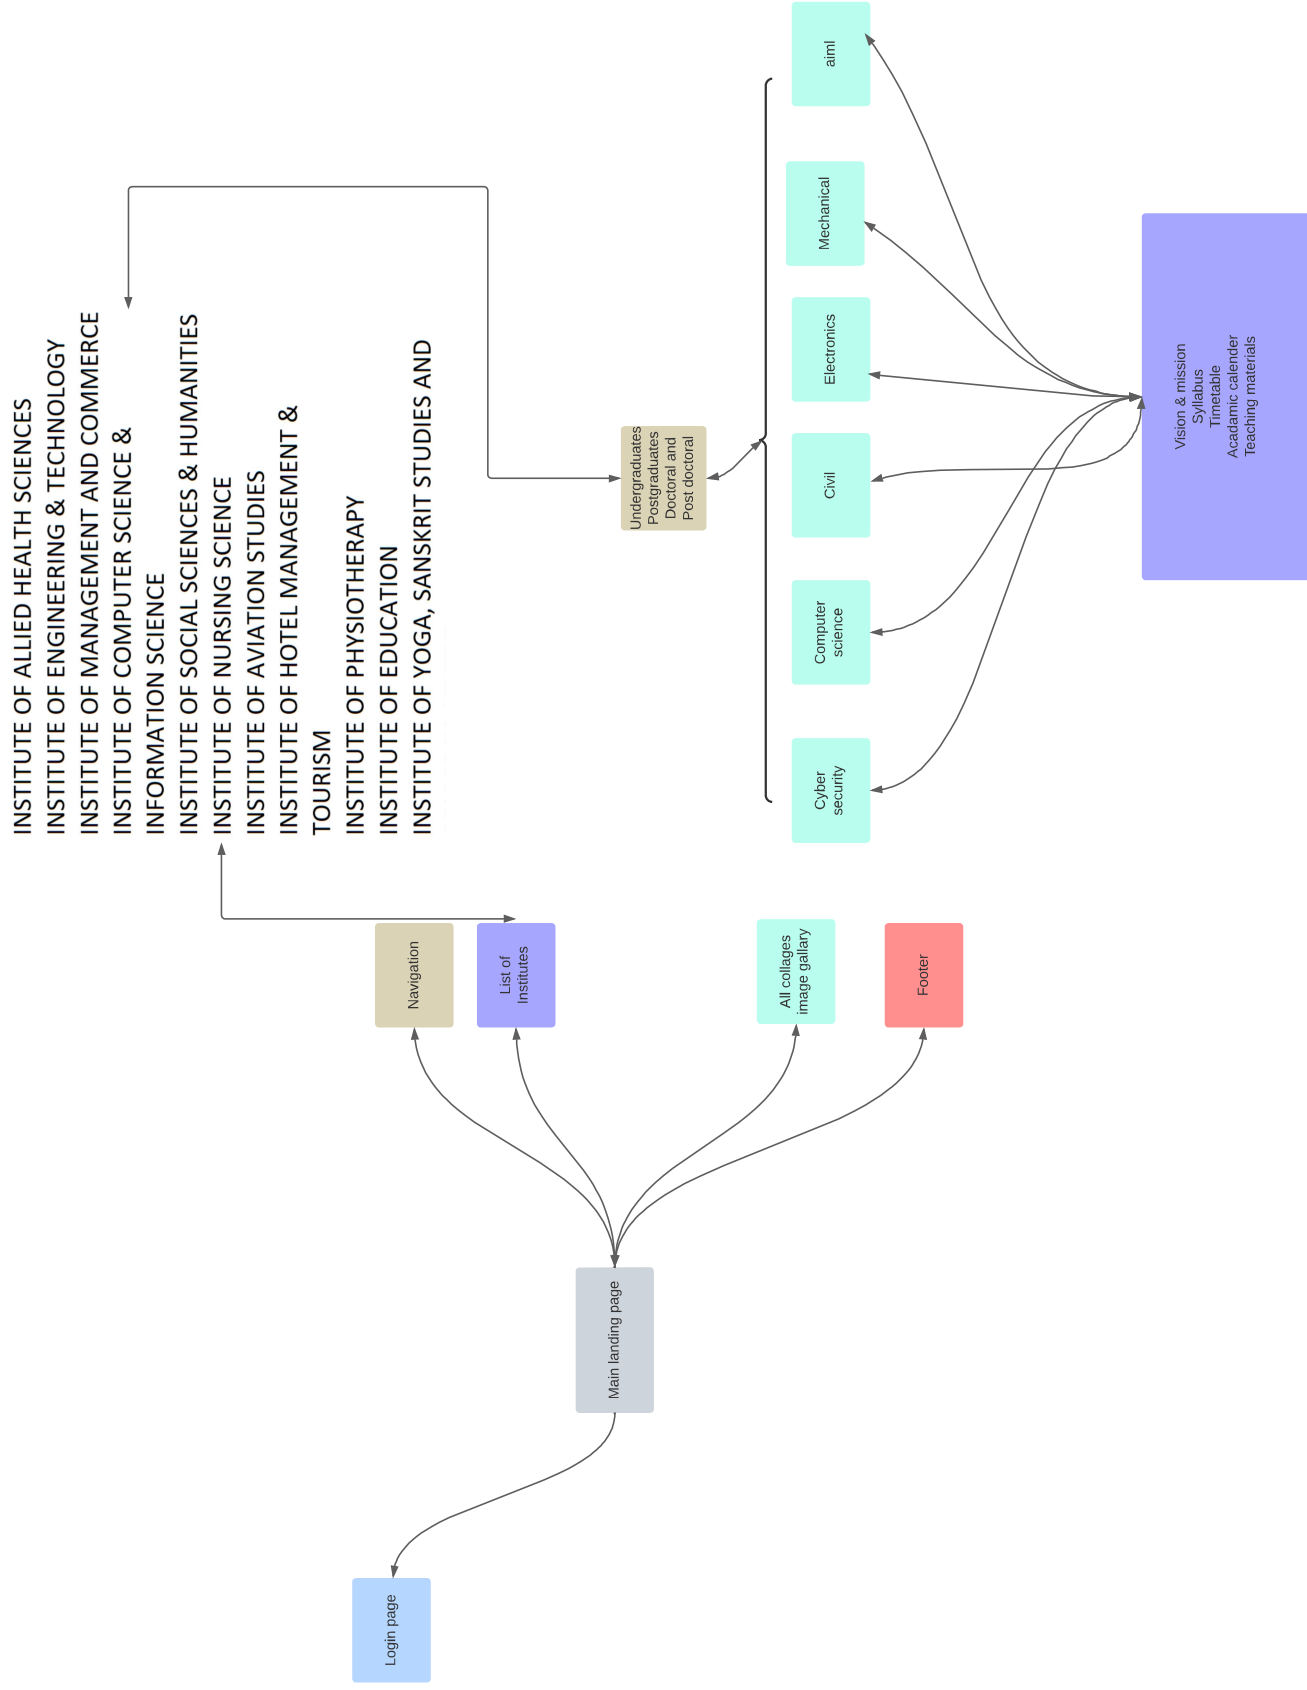 Login page
Main landing page
Navigation
List of
Institutes
All collages
image gallary
Footer
INSTITUTE OF ALLIED HEALTH SCIENCES
INSTITUTE OF ENGINEERING & TECHNOLOGY
INSTITUTE OF MANAGEMENT AND COMMERCE
INSTITUTE OF COMPUTER SCIENCE &
INFORMATION SCIENCE
INSTITUTE OF SOCIAL SCIENCES & HUMANITIES
INSTITUTE OF NURSING SCIENCE
INSTITUTE OF AVIATION STUDIES
INSTITUTE OF HOTEL MANAGEMENT &
TOURISM
INSTITUTE OF PHYSIOTHERAPY
INSTITUTE OF EDUCATION
INSTITUTE OF YOGA, SANSKRIT STUDIES AND
Undergraduates
Postgraduates
Doctoral and
Post doctoral
Cyber
security
Computer
science
Civil
Electronics
Mechanical
aiml
Vision & mission
Syllabus
Timetable
Acadamic calender
Teaching materials